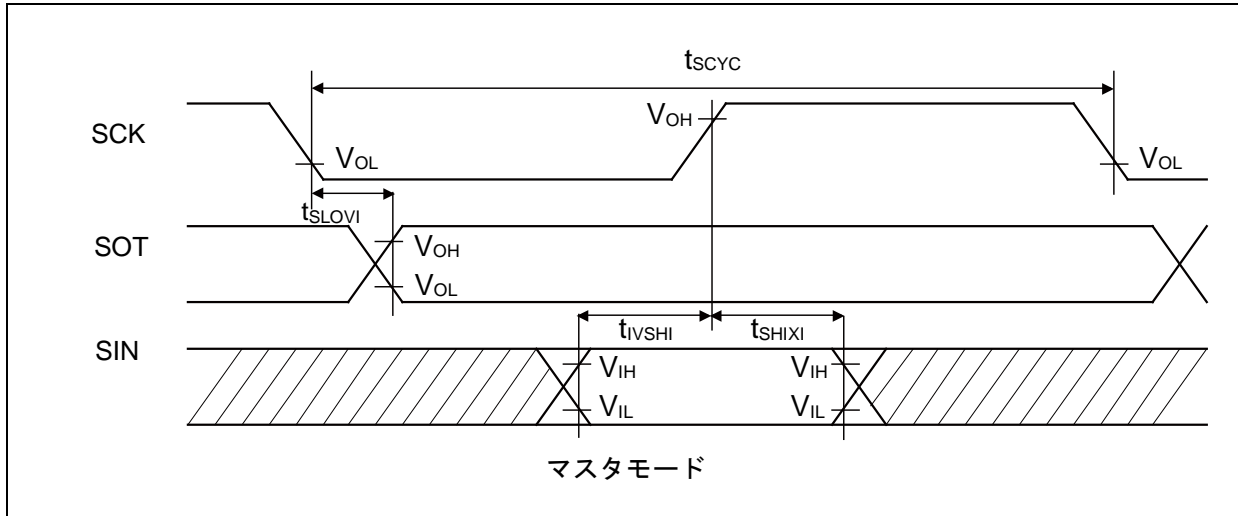 tSCYC
SCK
VOH
VOL
VOL
tSLOVI
SOT
VOH
VOL
tIVSHI
tSHIXI
SIN
VIH
VIH
VIL
VIL
マスタモード